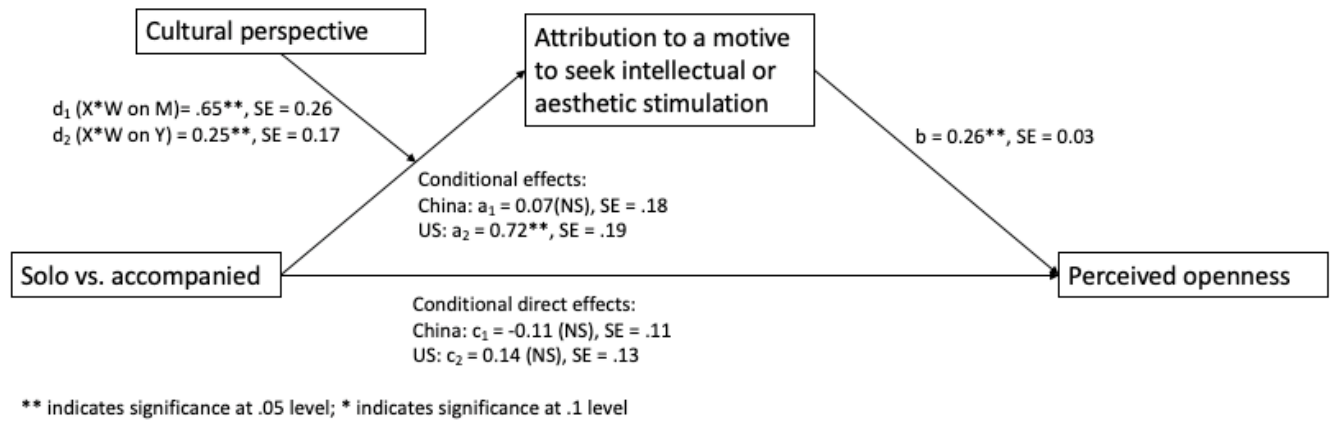 Cultural perspective
Attribution to a motive
to seek intellectual or
aesthetic stimulation
d₁ (X*W on M)= .65**, SE = 0.26
d₂ (X*W on Y) = 0.25**, SE = 0.17
b = 0.26**, SE = 0.03
Conditional effects:
China: a₁ = 0.07(NS), SE = .18
US: a₂ = 0.72**, SE = .19
Solo vs. accompanied
Perceived openness
Conditional direct effects:
China: c₁ = -0.11 (NS), SE = .11
US: c₂ = 0.14 (NS), SE = .13
** indicates significance at .05 level; * indicates significance at .1 level